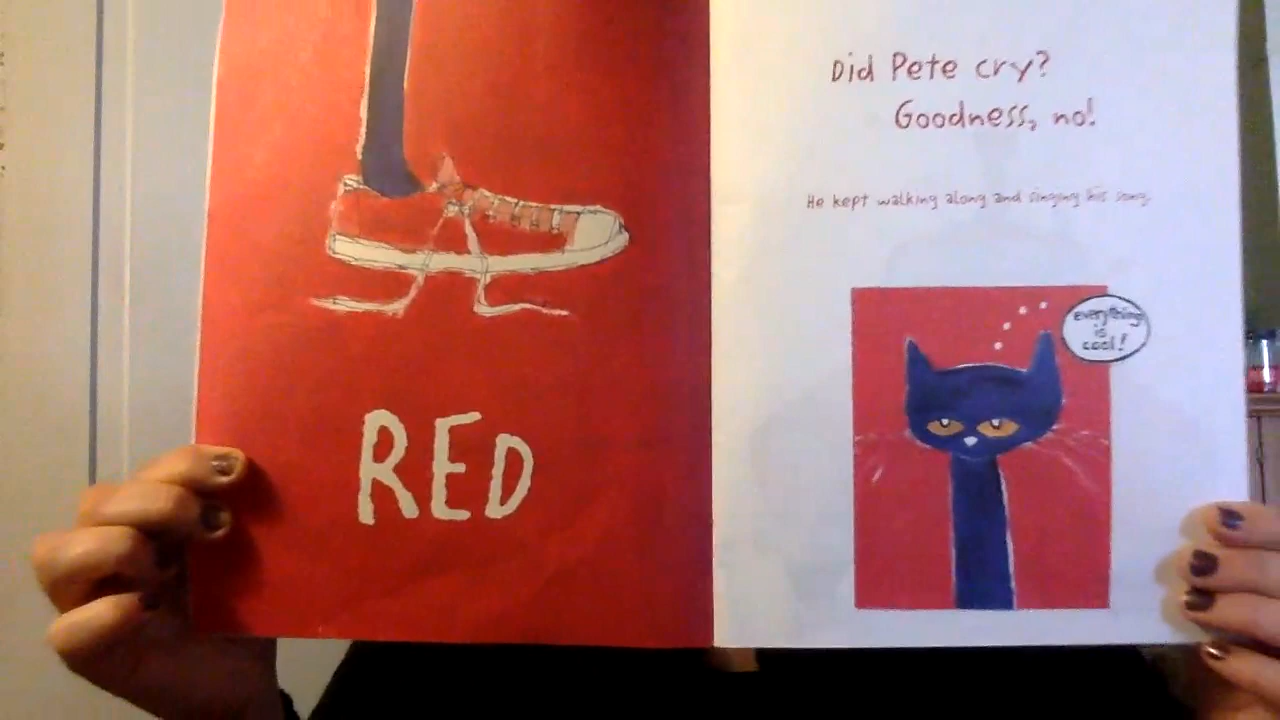 RED
Did Pete cry?
Goodness, no!
He kept walking along and singing his song.
everything
is
cool!